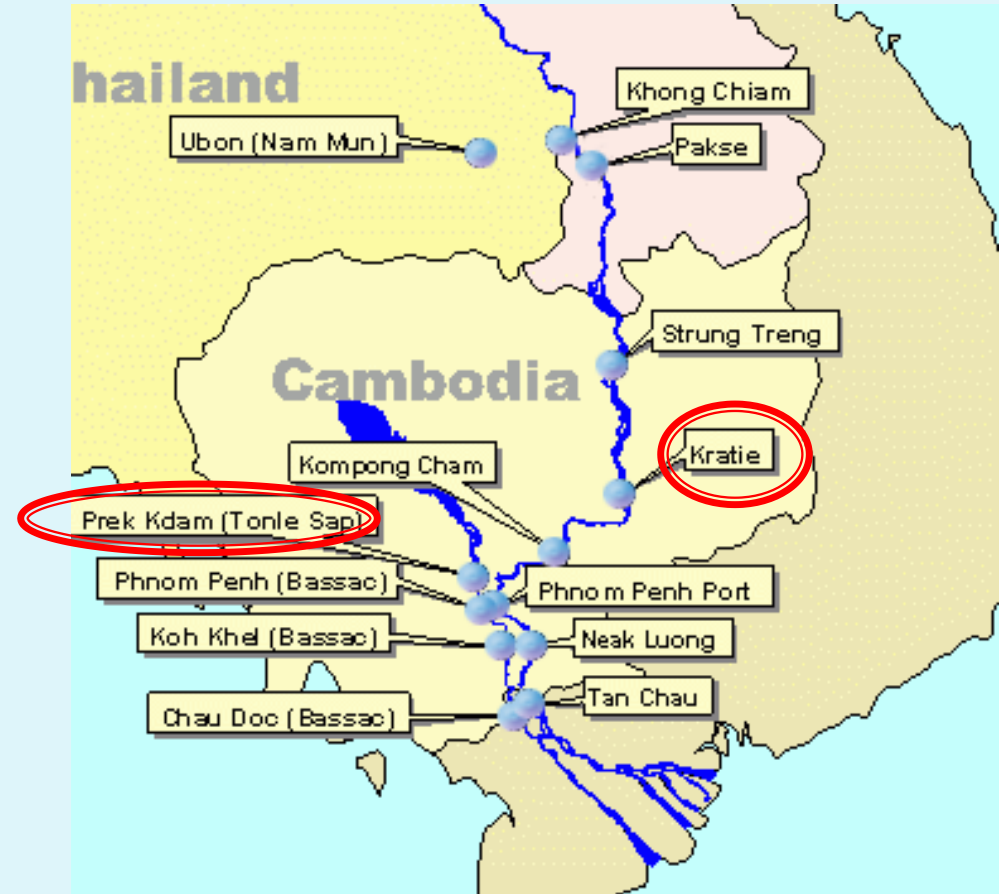 hailand
Khong Chiam
Ubon (Nam Mun)
Pakse
Strung Treng
Cambodia
Kompong Cham
Kratie
Prek Kdam (Tonle Sap)
Phnom Penh (Bassac)
Phnom Penh Port
Koh Khel (Bassac)
Neak Luong
Tan Chau
Chau Doc (Bassac)